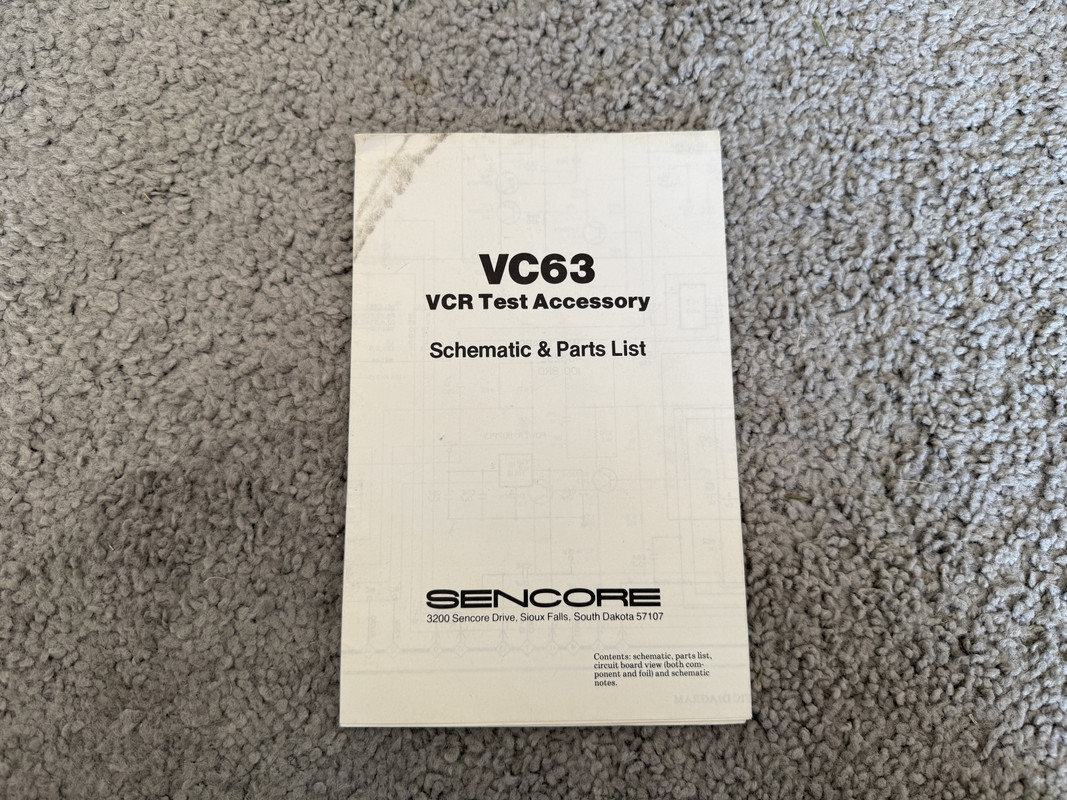 VC63
VCR Test Accessory
Schematic & Parts List
SENCORE
3200 Sencore Drive, Sioux Falls, South Dakota 57107
Contents: schematic, parts list,
circuit board view (both com-
ponent and foil) and schematic
notes.